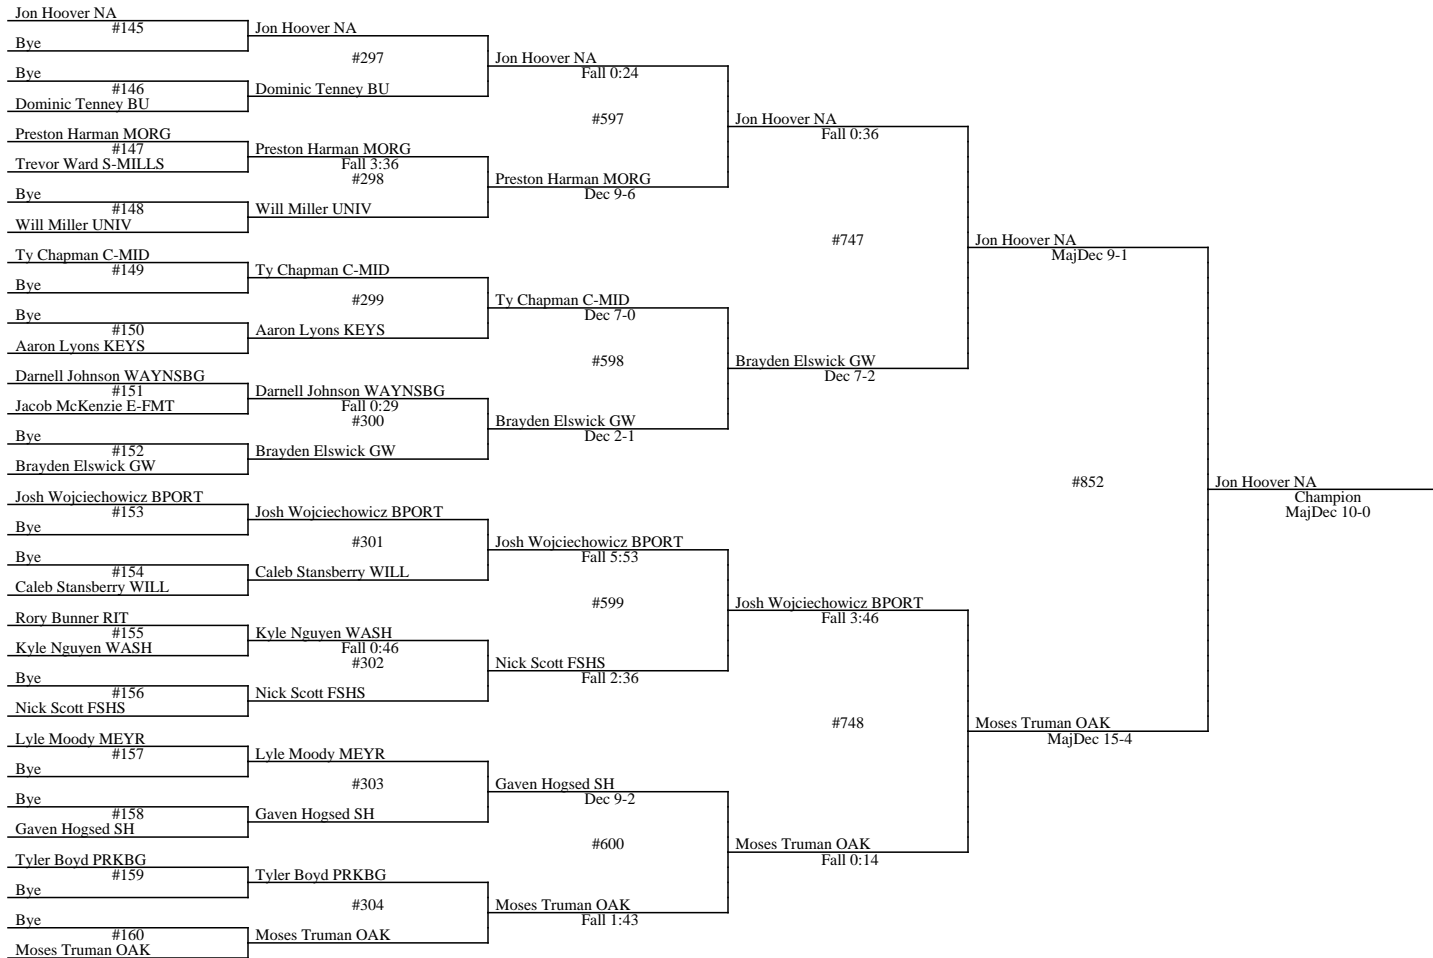 Jon Hoover NA
#145
Bye
Bye
#146
Dominic Tenney BU
Preston Harman MORG
#147
Trevor Ward S-MILLS
Bye
#148
Will Miller UNIV
Ty Chapman C-MID
#149
Bye
Bye
#150
Aaron Lyons KEYS
Darnell Johnson WAYNSBG
#151
Jacob McKenzie E-FMT
Bye
#152
Brayden Elswick GW
Josh Wojciechowicz BPORT
#153
Bye
Bye
#154
Caleb Stansberry WILL
Rory Bunner RIT
#155
Kyle Nguyen WASH
Bye
#156
Nick Scott FSHS
Lyle Moody MEYR
#157
Bye
Bye
#158
Gaven Hogsed SH
Tyler Boyd PRKBG
#159
Bye
Bye
#160
Moses Truman OAK
Jon Hoover NA
#297
Dominic Tenney BU
Preston Harman MORG
Fall 3:36
#298
Will Miller UNIV
Ty Chapman C-MID
#299
Aaron Lyons KEYS
Darnell Johnson WAYNSBG
Fall 0:29
#300
Brayden Elswick GW
Josh Wojciechowicz BPORT
#301
Caleb Stansberry WILL
Kyle Nguyen WASH
Fall 0:46
#302
Nick Scott FSHS
Lyle Moody MEYR
#303
Gaven Hogsed SH
Tyler Boyd PRKBG
#304
Moses Truman OAK
Jon Hoover NA
Fall 0:24
#597
Preston Harman MORG
Dec 9-6
Ty Chapman C-MID
Dec 7-0
#598
Brayden Elswick GW
Dec 2-1
Josh Wojciechowicz BPORT
Fall 5:53
#599
Nick Scott FSHS
Fall 2:36
Gaven Hogsed SH
Dec 9-2
#600
Moses Truman OAK
Fall 1:43
Jon Hoover NA
Fall 0:36
#747
Brayden Elswick GW
Dec 7-2
Josh Wojciechowicz BPORT
Fall 3:46
#748
Moses Truman OAK
Fall 0:14
Jon Hoover NA
MajDec 9-1
#852
Moses Truman OAK
MajDec 15-4
Jon Hoover NA
Champion
MajDec 10-0